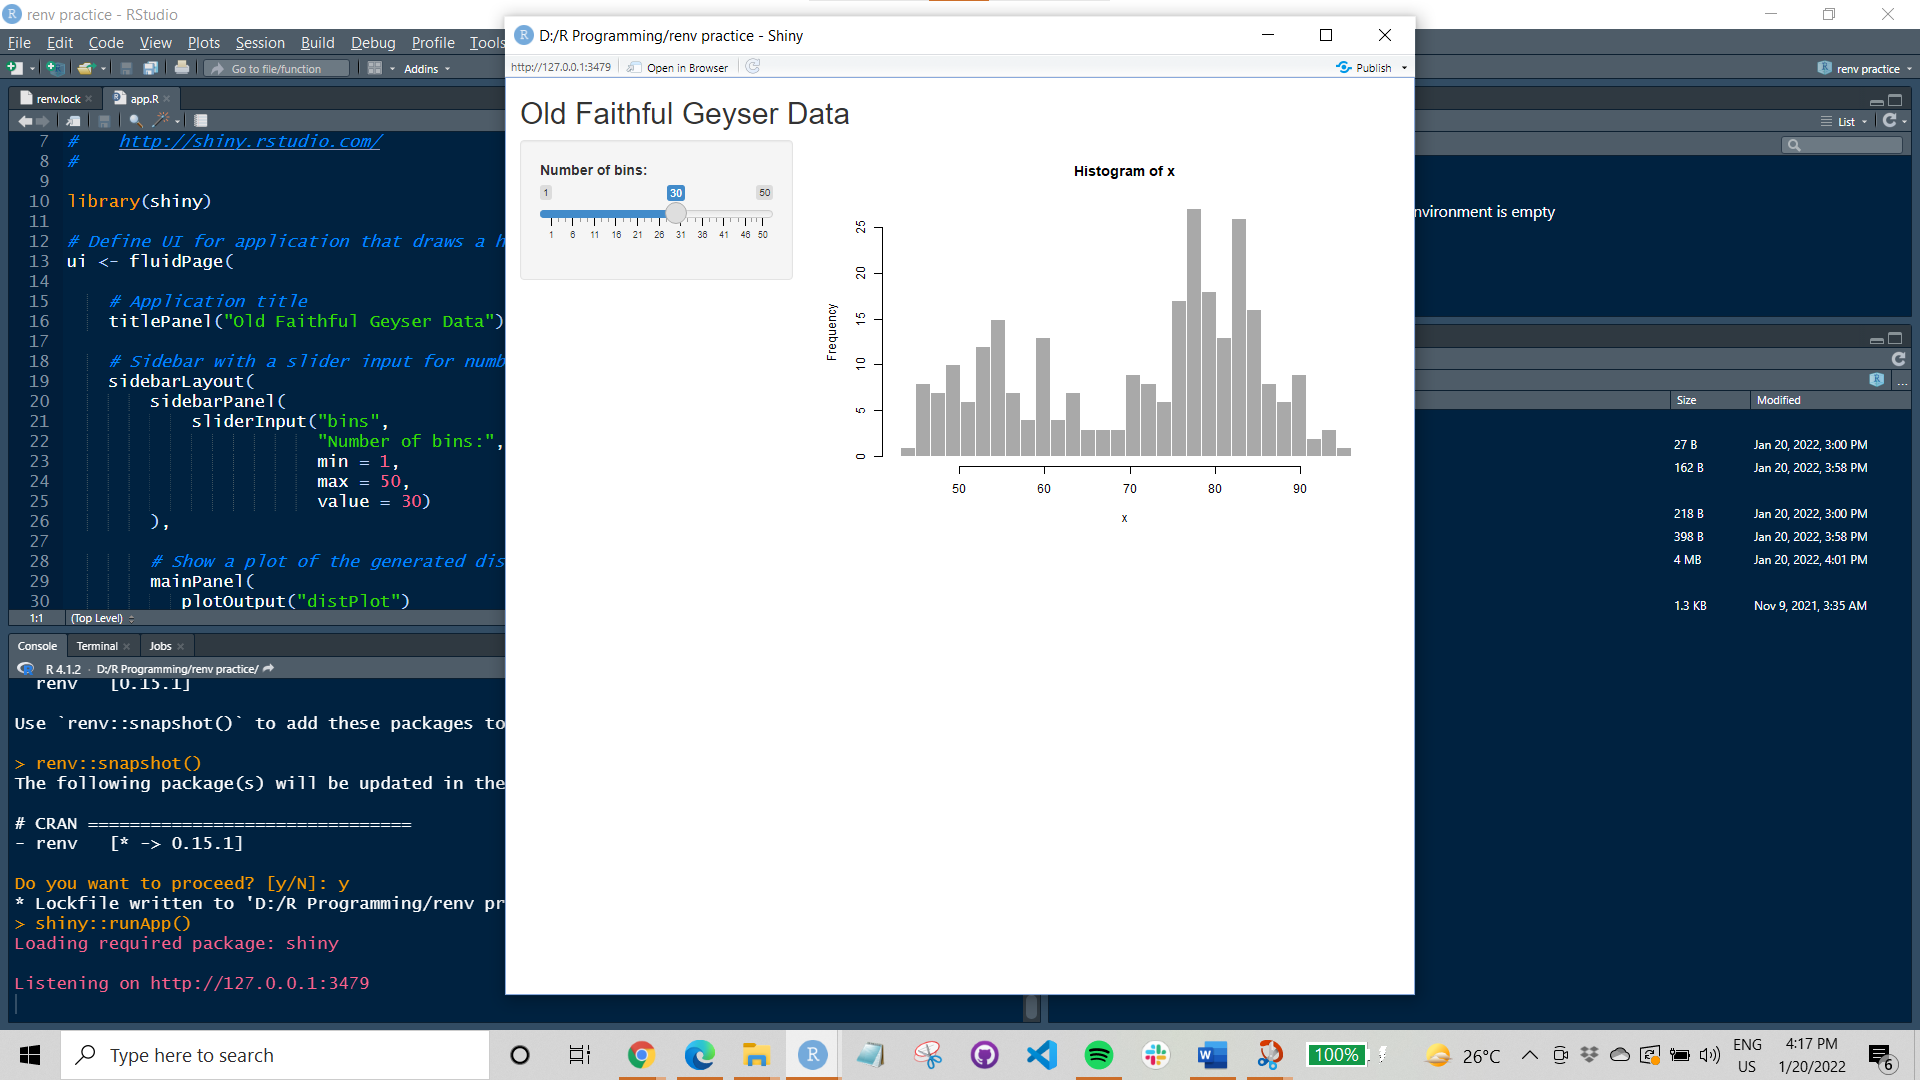 renv practice - RStudio
File Edit Code View Plots Session Build Debug Profile Tools
Go to file/function Addins
renv practice
renv.lock app.R
7 # http://shiny.rstudio.com/
8 #
9
10 library(shiny)
11
12 # Define UI for application that draws a h
13 ui <- fluidPage(
14
15 # Application title
16 titlePanel("Old Faithful Geyser Data")
17
18 # Sidebar with a slider input for numb
19 sidebarLayout(
20 sidebarPanel(
21 sliderInput("bins",
22 "Number of bins:",
23 min = 1,
24 max = 50,
25 value = 30)
26 ),
27
28 # Show a plot of the generated dis
29 mainPanel(
30 plotOutput("distPlot")
1:1 (Top Level)
Console Terminal Jobs
R 4.1.2 · D:/R Programming/renv practice/
renv [0.15.1]
Use `renv::snapshot()` to add these packages to
> renv::snapshot()
The following package(s) will be updated in the
# CRAN ===============================
- renv [* -> 0.15.1]
Do you want to proceed? [y/N]: y
* Lockfile written to 'D:/R Programming/renv pr
> shiny::runApp()
Loading required package: shiny
Listening on http://127.0.0.1:3479
D:/R Programming/renv practice - Shiny
http://127.0.0.1:3479 Open in Browser Publish
Old Faithful Geyser Data
Number of bins:
1 30 50
1 6 11 16 21 26 31 36 41 46 50
Histogram of x
Frequency
0 5 10 15 20 25
50 60 70 80 90
x
List
nvironment is empty
...
Size Modified
27 B Jan 20, 2022, 3:00 PM
162 B Jan 20, 2022, 3:58 PM
218 B Jan 20, 2022, 3:00 PM
398 B Jan 20, 2022, 3:58 PM
4 MB Jan 20, 2022, 4:01 PM
1.3 KB Nov 9, 2021, 3:35 AM
Type here to search
100%
26°C
ENG
US
4:17 PM
1/20/2022
6